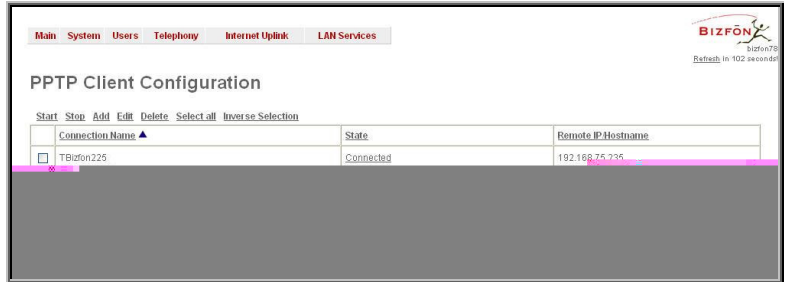 Main System Users Telephony Internet Uplink LAN Services
BIZFŌN
bizfon78
Refresh in 102 seconds!
PPTP Client Configuration
Start Stop Add Edit Delete Select all Inverse Selection
Connection Name State Remote IP/Hostname
TBizfon225 Connected 192.168.75.235